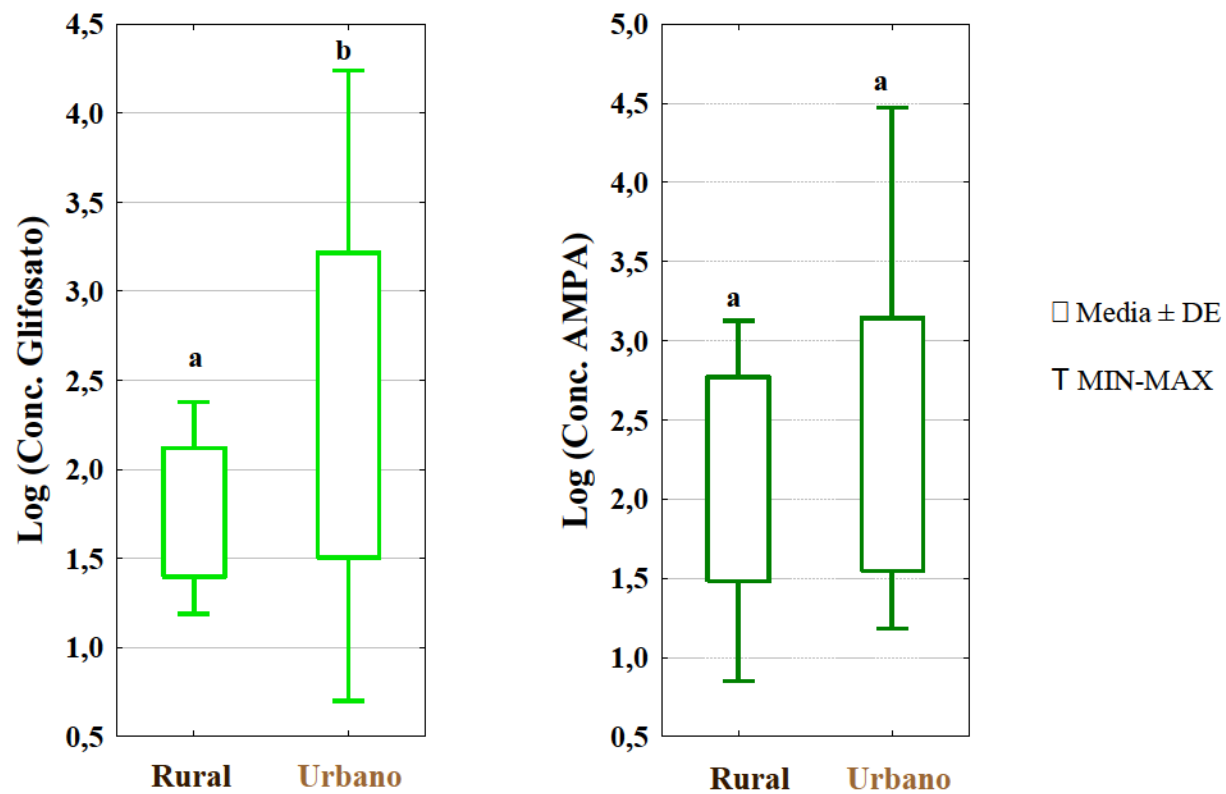 4,5
4,0
3,5
3,0
2,5
2,0
1,5
1,0
0,5
Log (Conc. Glifosato)
a
b
Rural Urbano
5,0
4,5
4,0
3,5
3,0
2,5
2,0
1,5
1,0
0,5
Log (Conc. AMPA)
a
a
Rural Urbano
□ Media ± DE
T MIN-MAX